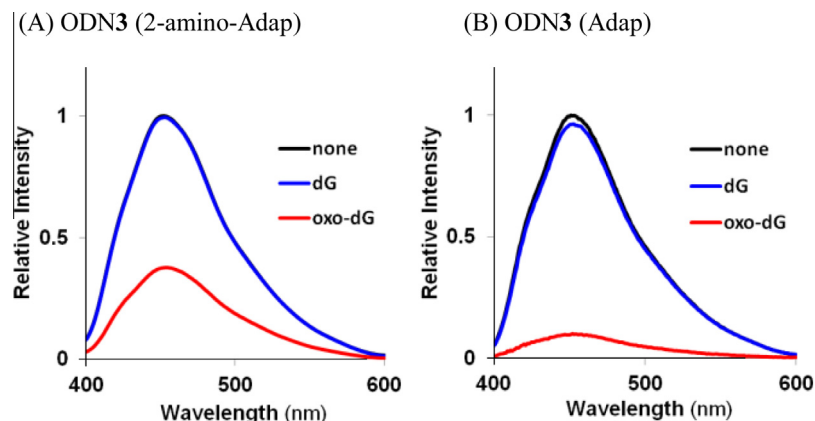 (A) ODN3 (2-amino-Adap)
Relative Intensity
1
0.5
0
none
dG
oxo-dG
400
500
600
Wavelength (nm)
(B) ODN3 (Adap)
Relative Intensity
1
0.5
0
none
dG
oxo-dG
400
500
600
Wavelength (nm)